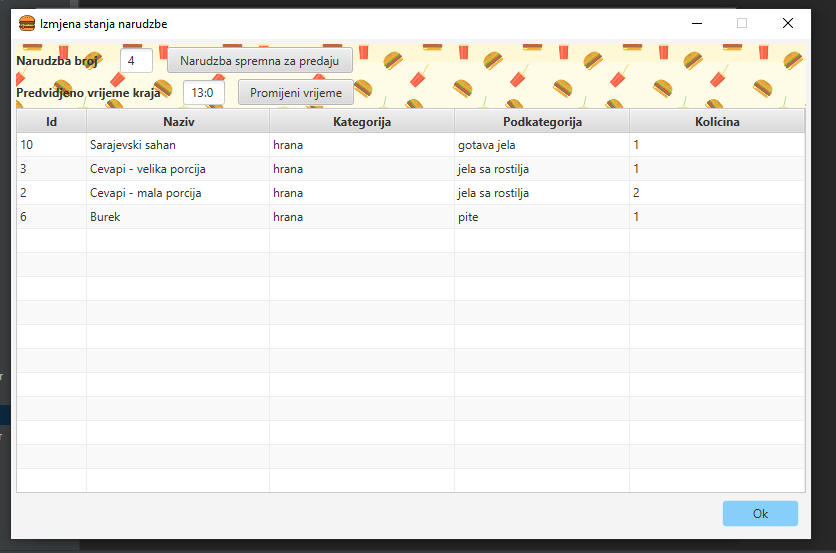 Izmjena stanja narudzbe
Narudzba broj 4 Narudzba spremna za predaju
Predvidjeno vrijeme kraja 13:0 Promijeni vrijeme
Id Naziv Kategorija Podkategorija Kolicina
10 Sarajevski sahan hrana gotava jela 1
3 Cevapi - velika porcija hrana jela sa rostilja 1
2 Cevapi - mala porcija hrana jela sa rostilja 2
6 Burek hrana pite 1
Ok